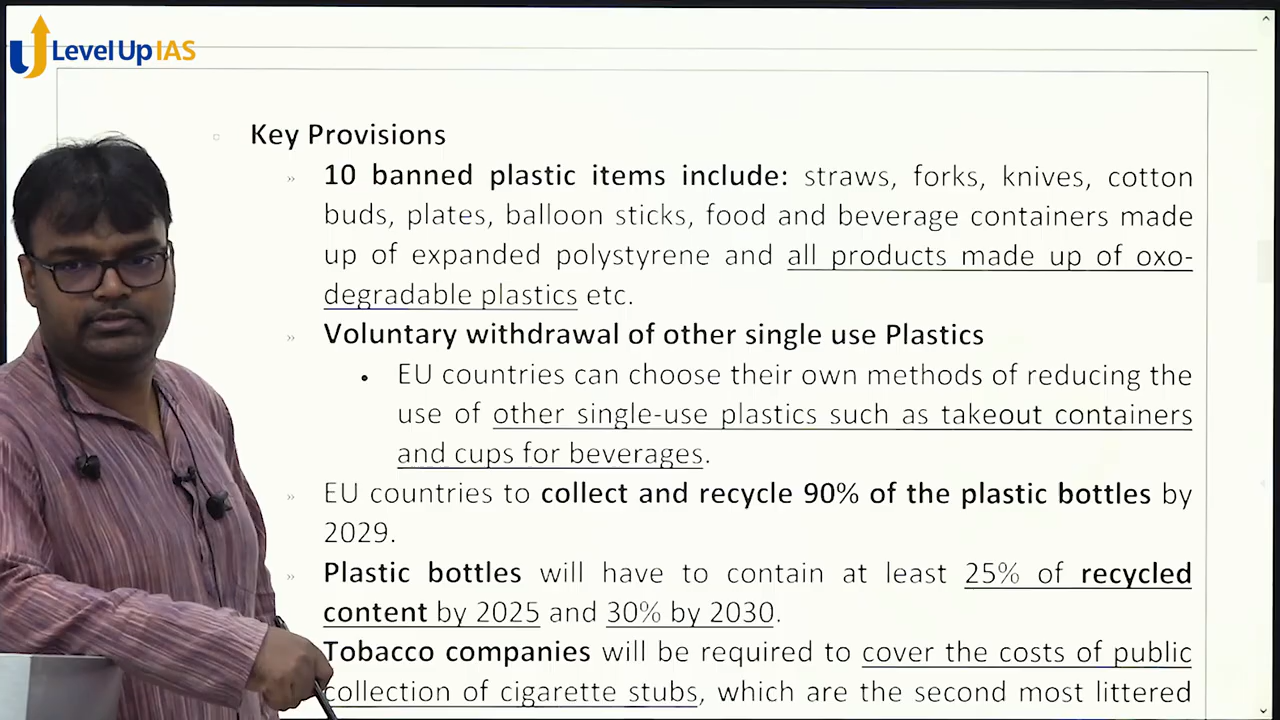 Level Up IAS
Key Provisions
» 10 banned plastic items include: straws, forks, knives, cotton
buds, plates, balloon sticks, food and beverage containers made
up of expanded polystyrene and all products made up of oxo-
degradable plastics etc.
» Voluntary withdrawal of other single use Plastics
• EU countries can choose their own methods of reducing the
use of other single-use plastics such as takeout containers
and cups for beverages.
» EU countries to collect and recycle 90% of the plastic bottles by
2029.
» Plastic bottles will have to contain at least 25% of recycled
content by 2025 and 30% by 2030.
Tobacco companies will be required to cover the costs of public
collection of cigarette stubs, which are the second most littered